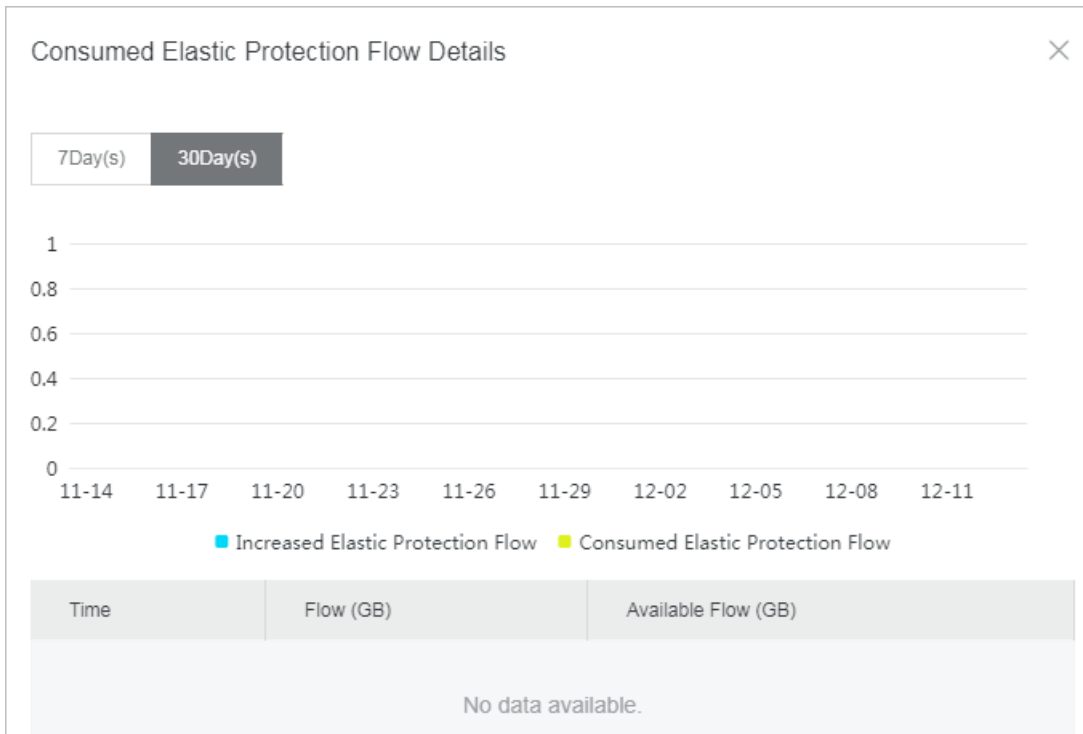 Consumed Elastic Protection Flow Details
7Day(s) 30Day(s)
1
0.8
0.6
0.4
0.2
0
11-14 11-17 11-20 11-23 11-26 11-29 12-02 12-05 12-08 12-11
Increased Elastic Protection Flow Consumed Elastic Protection Flow
Time Flow (GB) Available Flow (GB)
No data available.